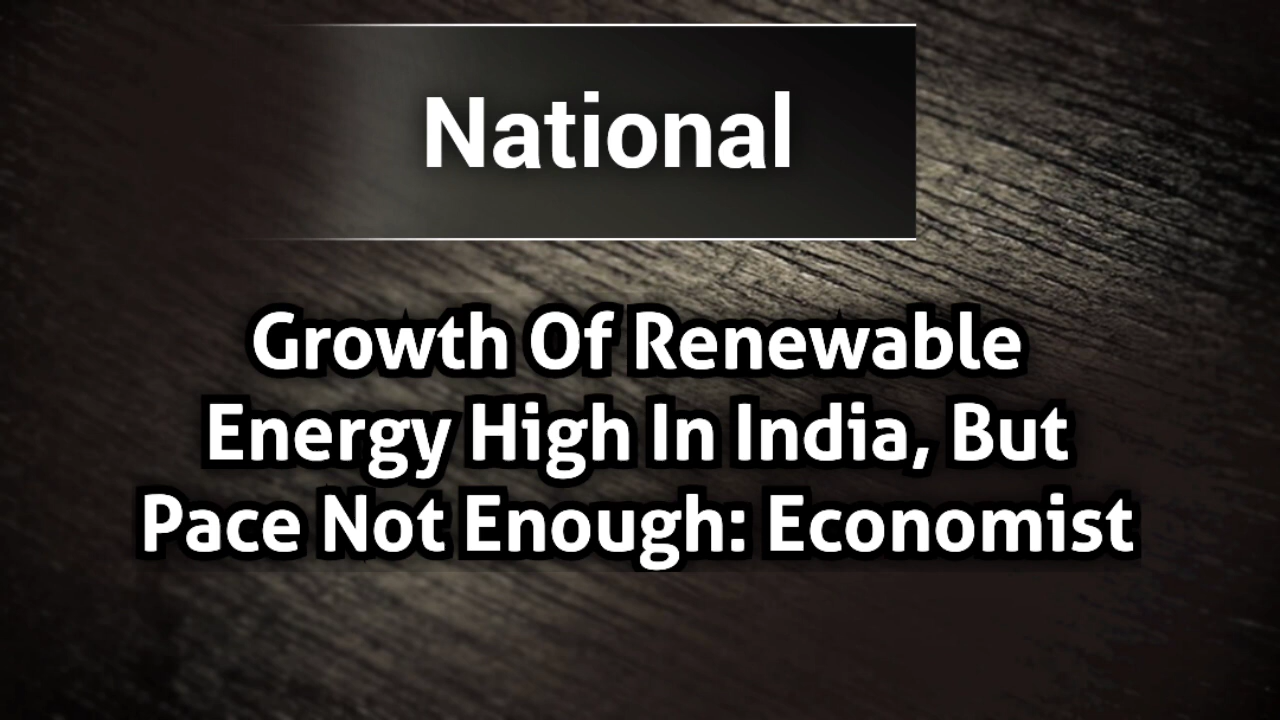 National
Growth Of Renewable
Energy High In India, But
Pace Not Enough: Economist